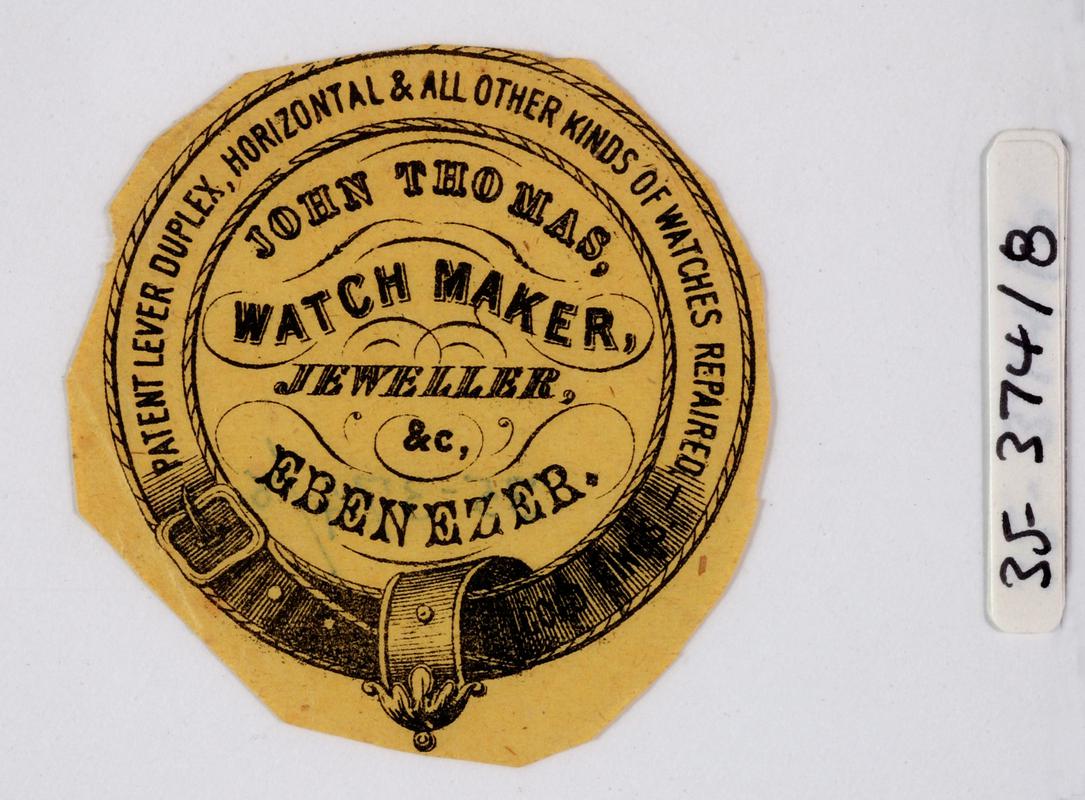 PATENT LEVER DUPLEX, HORIZONTAL & ALL OTHER KINDS OF WATCHES REPAIRED
JOHN THOMAS,
WATCH MAKER,
JEWELLER,
&c,
EBENEZER.
35-374/8